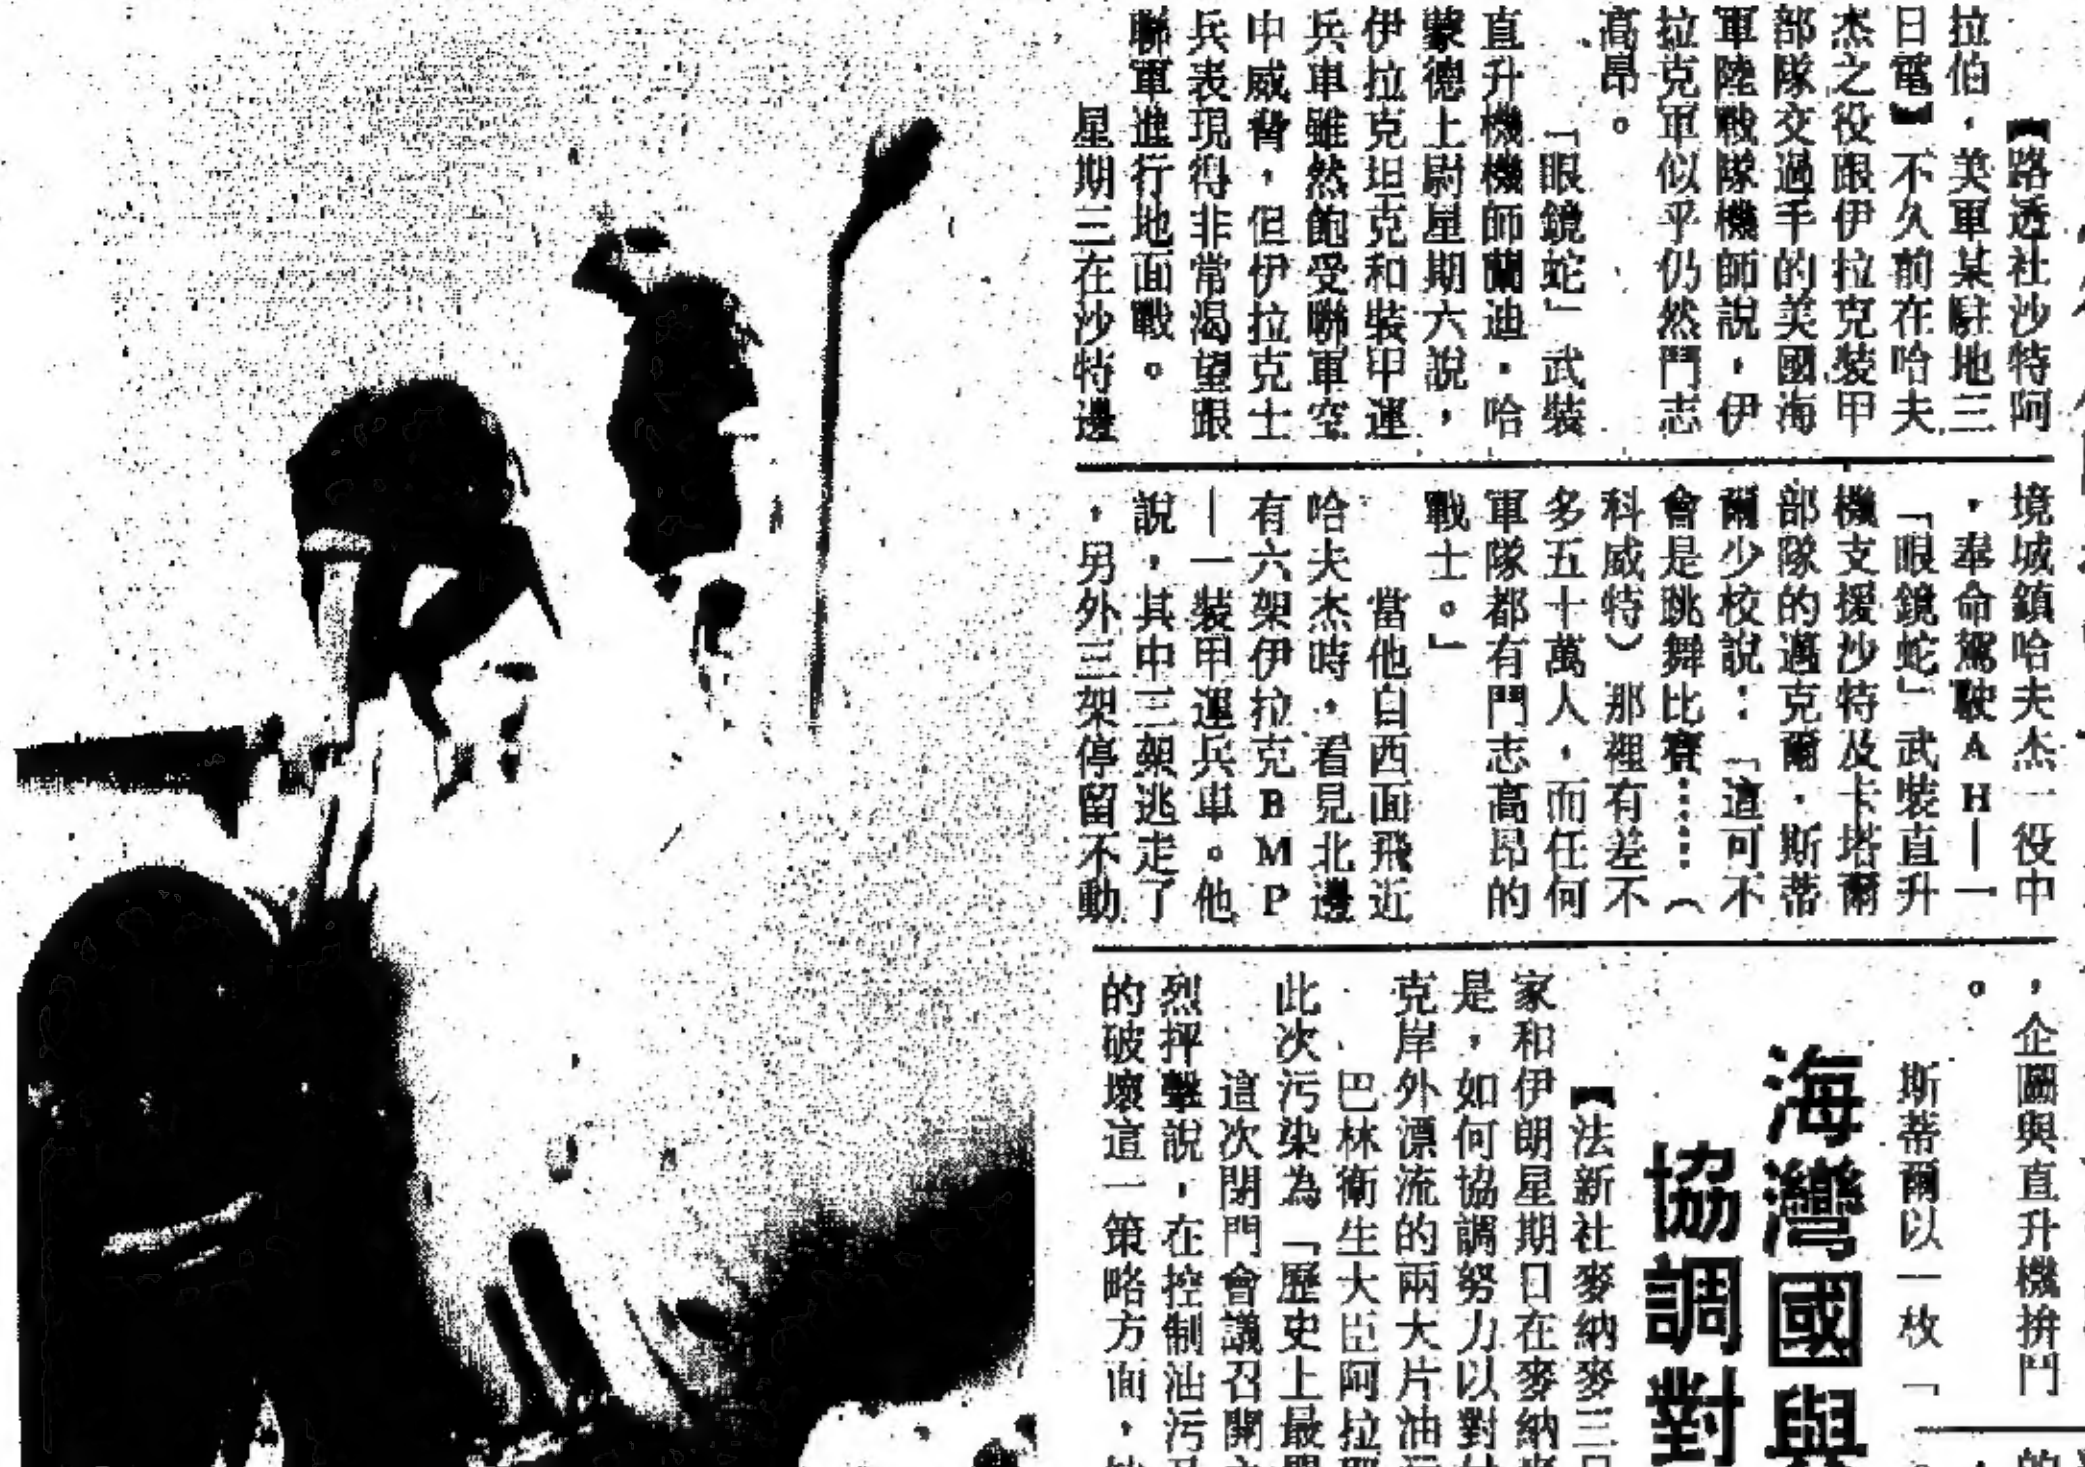 【路透社沙特阿
拉伯，美軍某駐地三
日電】不久前在哈夫
杰之役跟伊拉克裝甲
部隊交過手的美國海
軍陸戰隊機師說，伊
拉克軍似乎仍然鬥志
高昂。
「眼鏡蛇」武裝
直升機機師蘭迪．哈
蒙德上尉星期六說，
伊拉克坦克和裝甲運
兵車雖然飽受聯軍空
中威脅，但伊拉克士
兵表現得非常渴望跟
聯軍進行地面戰。
星期三在沙特邊
境城鎮哈夫杰一役中
，奉命駕駛AH—一
「眼鏡蛇」武裝直升
機支援沙特及卡塔爾
部隊的邁克爾．斯蒂
爾少校說：「這可不
會是跳舞比賽……（
科威特）那裡有差不
多五十萬人，而任何
軍隊都有鬥志高昂的
戰士。」
當他自西面飛近
哈夫杰時，看見北邊
有六架伊拉克BMP
—一裝甲運兵車。他
說，其中三架逃走了
，另外三架停留不動
，企圖與直升機拚鬥
。
斯蒂爾以一枚「
海灣國與
協調對
【法新社麥納麥三日
家和伊朗星期日在麥納
是，如何協調努力以對
克岸外漂流的兩大片油
巴林衛生大臣阿拉
此次污染為「歷史上最
這次閉門會議召開
烈抨擊說，在控制油污
的破壞這一策略方面，